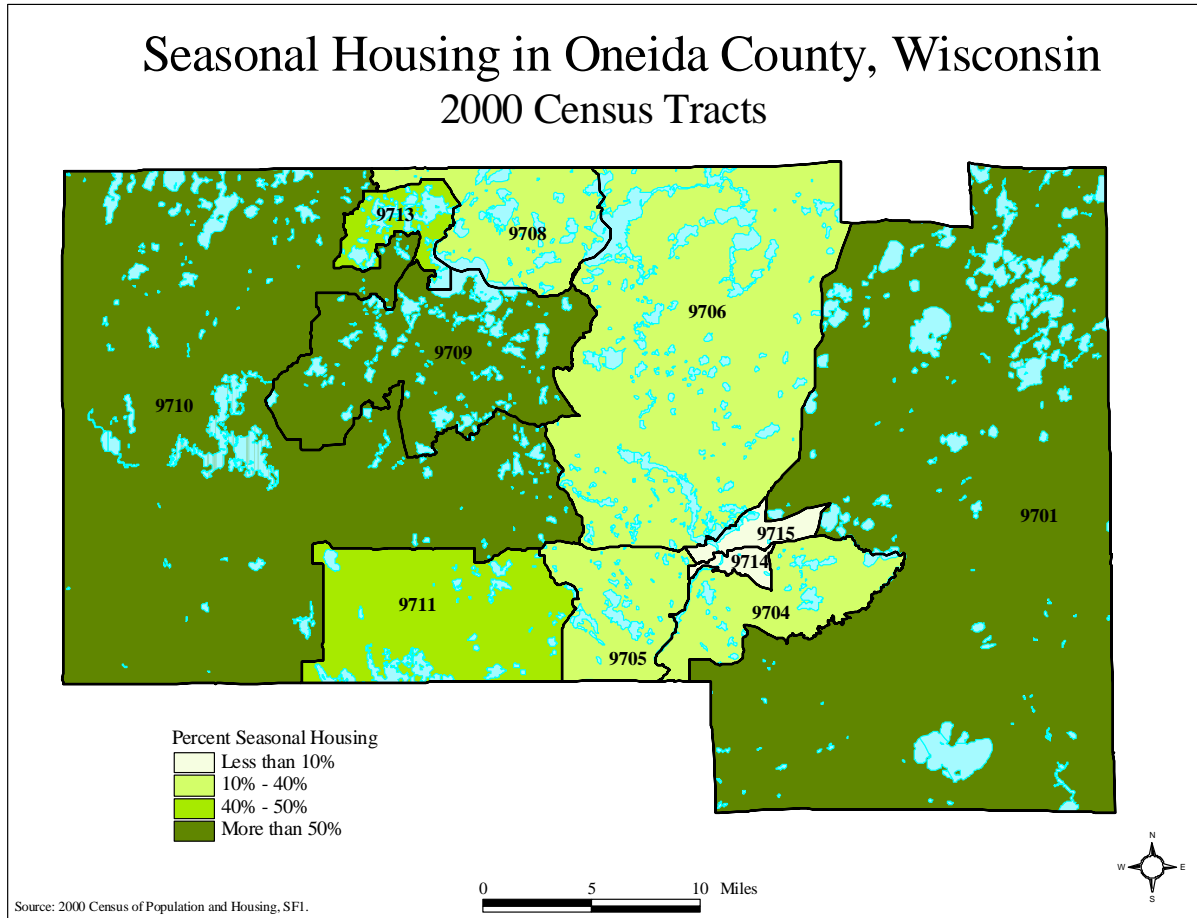 Seasonal Housing in Oneida County, Wisconsin
2000 Census Tracts
9713
9708
9706
9709
9710
9701
9715
9714
9711
9704
9705
Percent Seasonal Housing
Less than 10%
10% - 40%
40% - 50%
More than 50%
N
W E
S
0 5 10 Miles
Source: 2000 Census of Population and Housing, SF1.